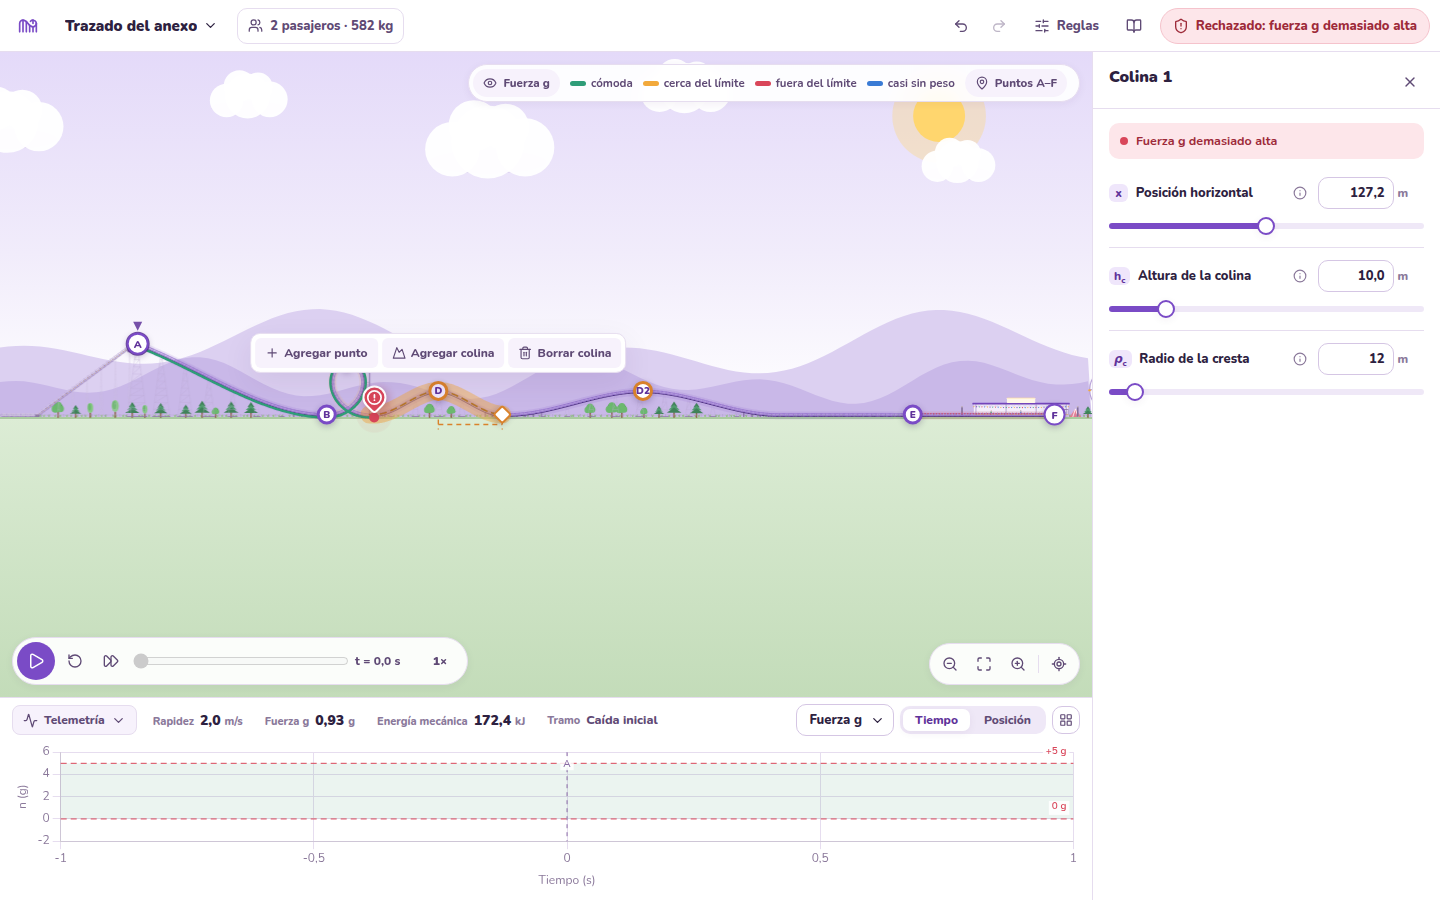 Trazado del anexo
2 pasajeros · 582 kg
Reglas
Rechazado: fuerza g demasiado alta
Fuerza g
cómoda
cerca del límite
fuera del límite
casi sin peso
Puntos A–F
Colina 1
Fuerza g demasiado alta
x Posición horizontal 127,2 m
hc Altura de la colina 10,0 m
ρc Radio de la cresta 12 m
Agregar punto
Agregar colina
Borrar colina
A
B
D
D2
E
F
t = 0,0 s
1×
Telemetría
Rapidez 2,0 m/s
Fuerza g 0,93 g
Energía mecánica 172,4 kJ
Tramo Caída inicial
Fuerza g
Tiempo
Posición
n (g)
6
4
2
0
-2
+5 g
0 g
A
-1
-0,5
0
0,5
1
Tiempo (s)